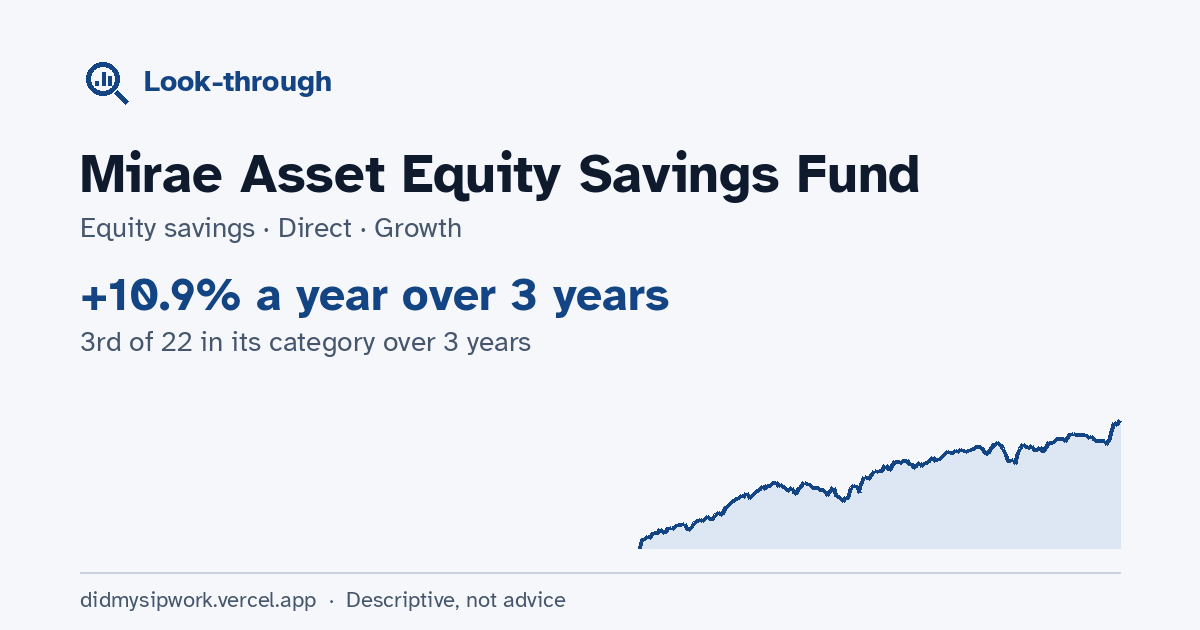 Look-through
Mirae Asset Equity Savings Fund
Equity savings · Direct · Growth
+10.9% a year over 3 years
3rd of 22 in its category over 3 years
didmysipwork.vercel.app · Descriptive, not advice